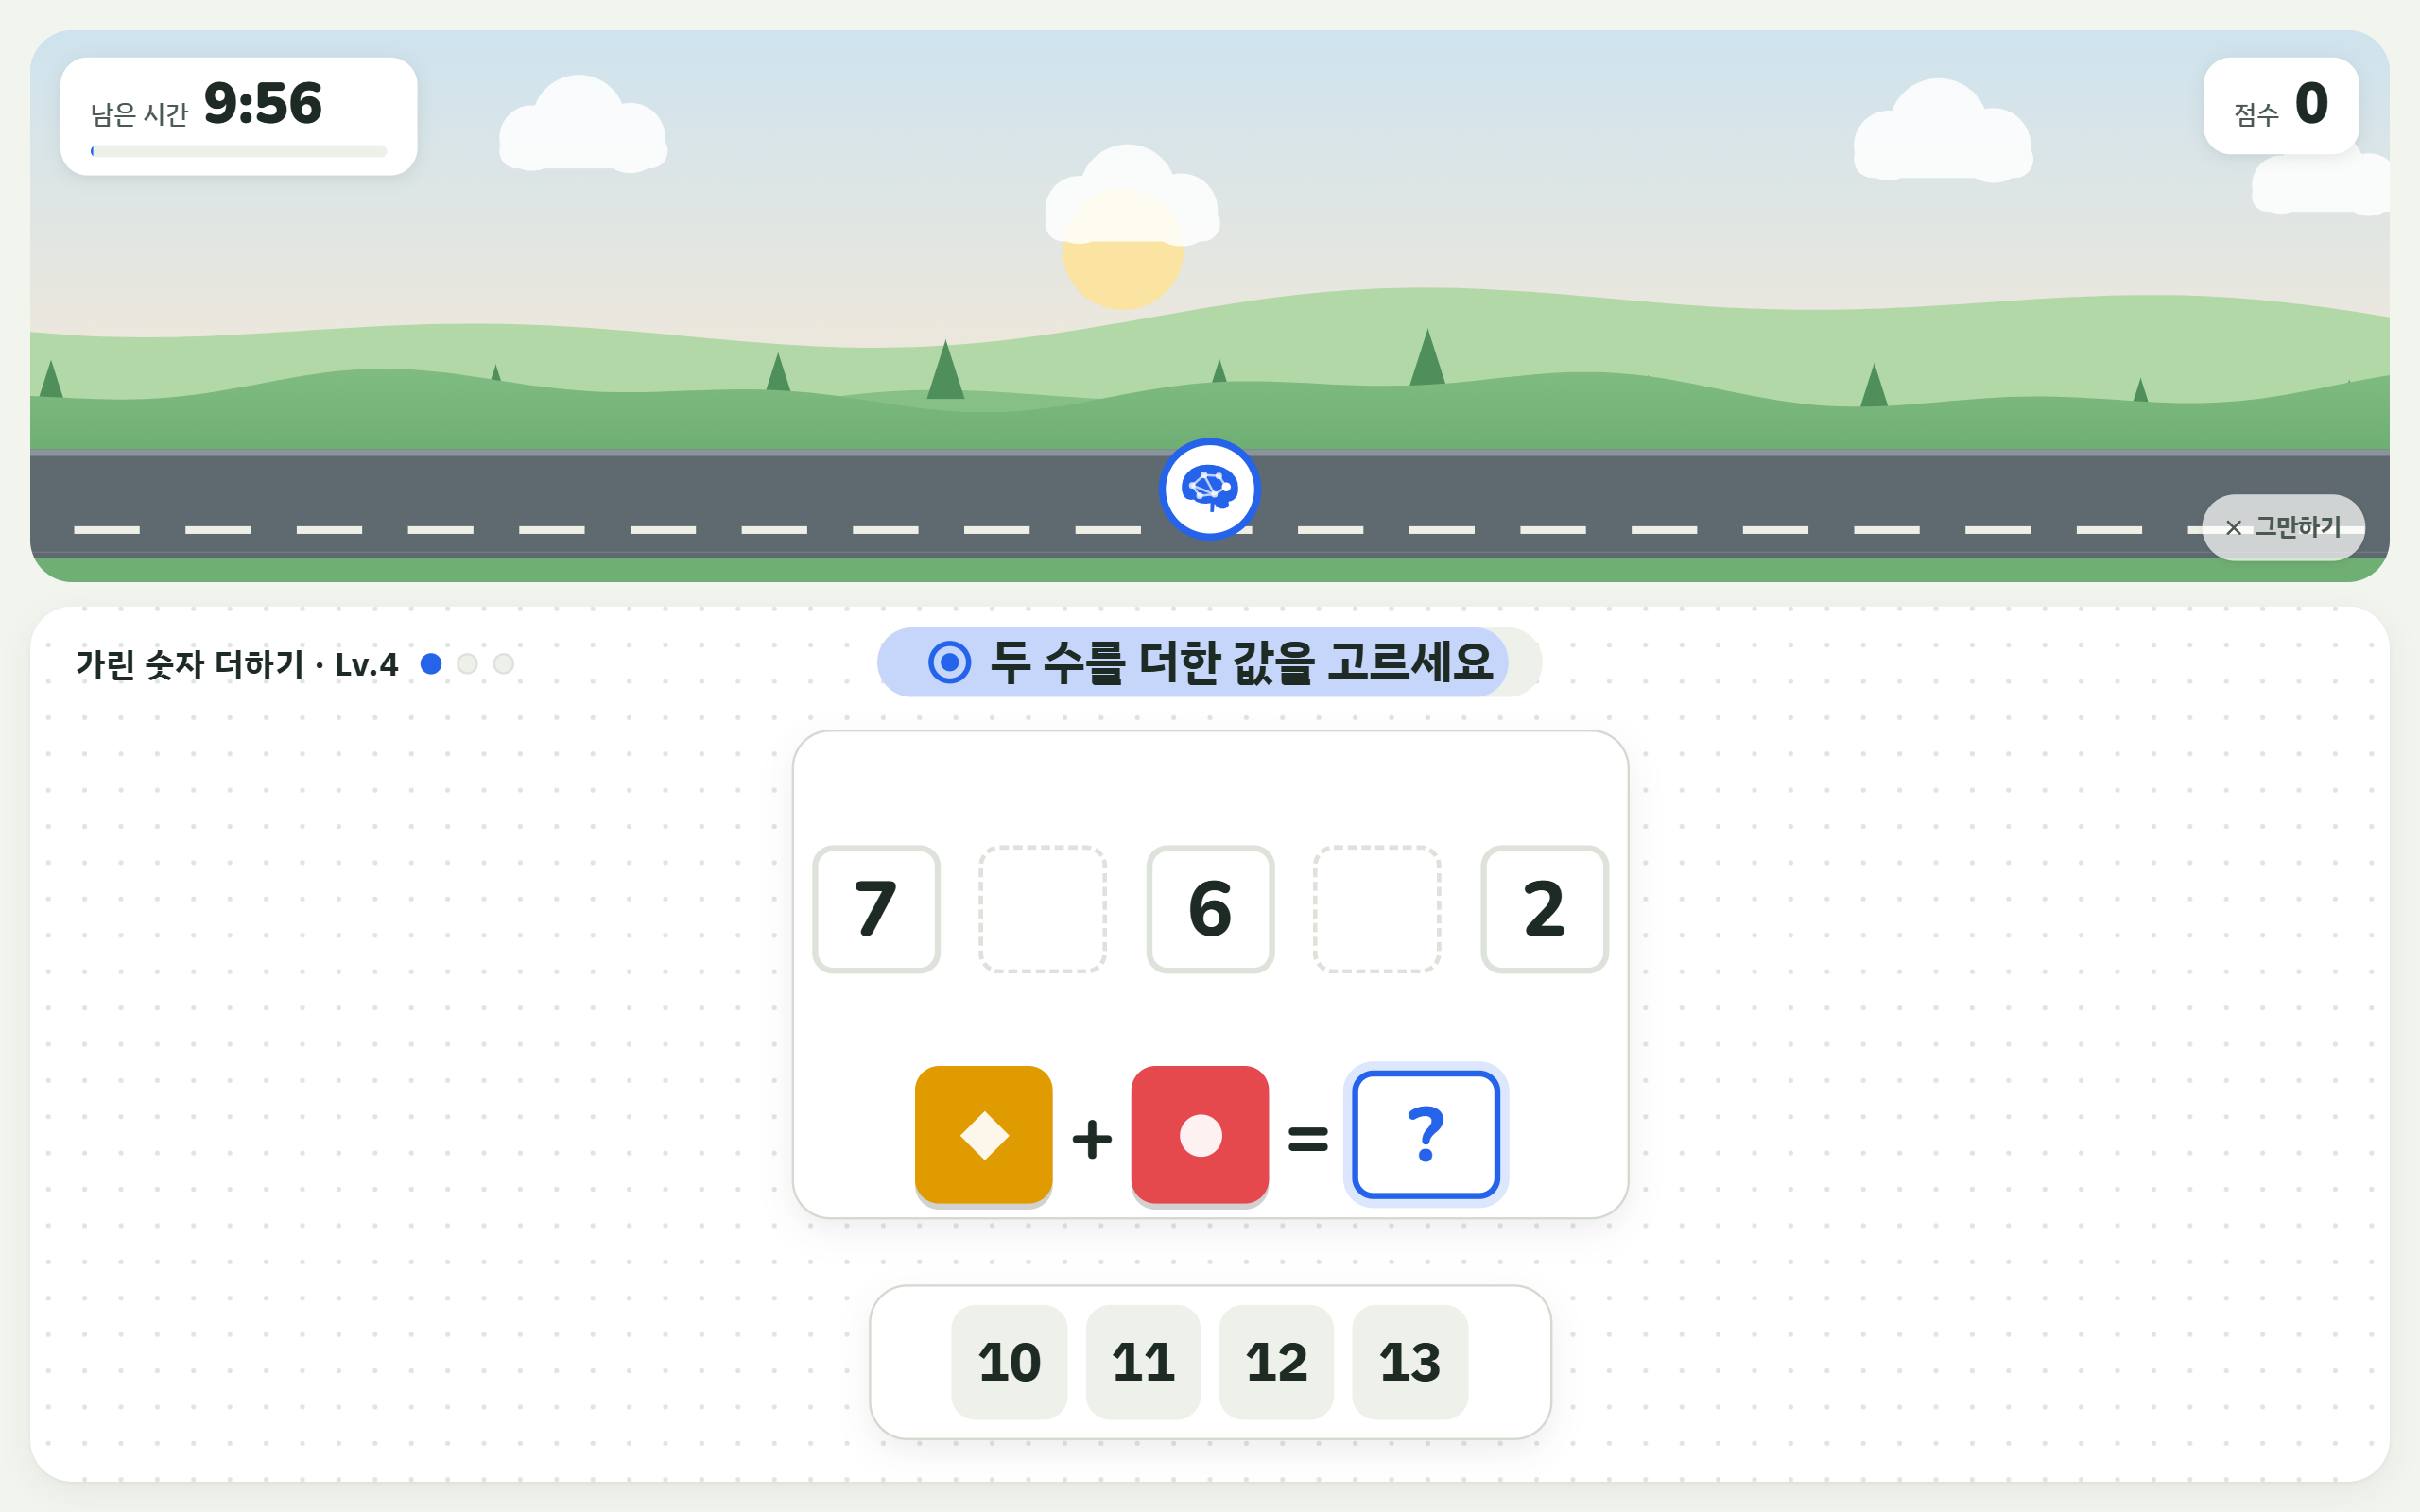 남은 시간 9:56
점수 0
× 그만하기
가린 숫자 더하기 · Lv.4
두 수를 더한 값을 고르세요
7 6 2
+ = ?
10 11 12 13